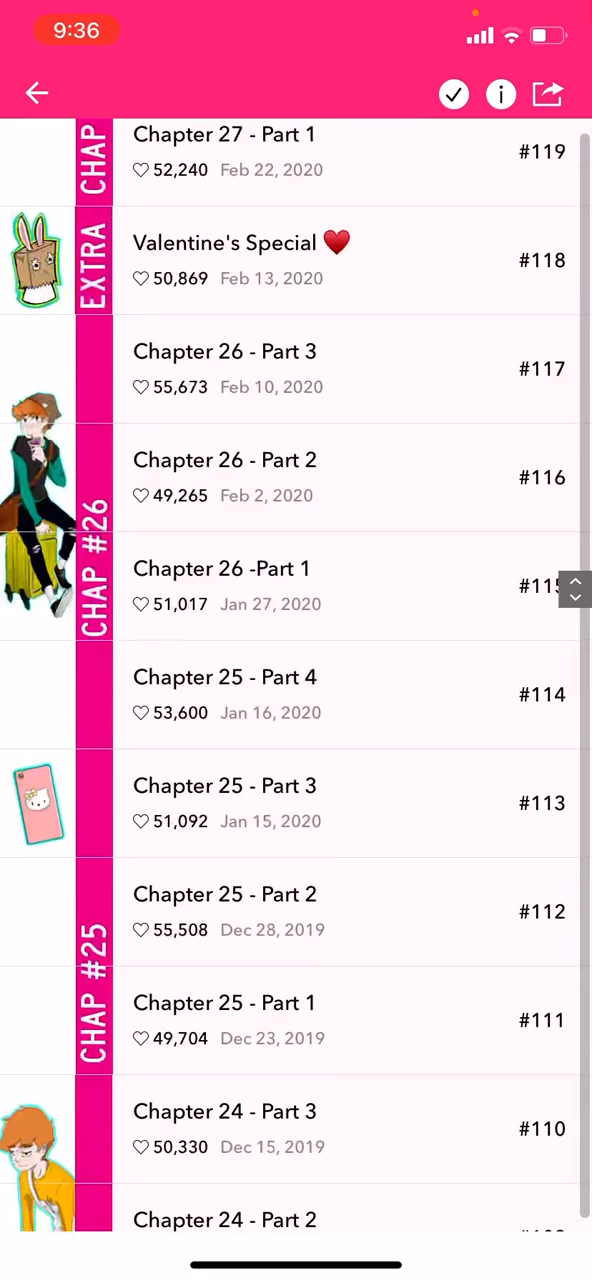 9:36
CHAP
Chapter 27 - Part 1
52,240 Feb 22, 2020
#119
EXTRA
Valentine's Special ♥
50,869 Feb 13, 2020
#118
Chapter 26 - Part 3
55,673 Feb 10, 2020
#117
Chapter 26 - Part 2
49,265 Feb 2, 2020
#116
CHAP #26
Chapter 26 -Part 1
51,017 Jan 27, 2020
#115
Chapter 25 - Part 4
53,600 Jan 16, 2020
#114
Chapter 25 - Part 3
51,092 Jan 15, 2020
#113
Chapter 25 - Part 2
55,508 Dec 28, 2019
#112
CHAP #25
Chapter 25 - Part 1
49,704 Dec 23, 2019
#111
Chapter 24 - Part 3
50,330 Dec 15, 2019
#110
Chapter 24 - Part 2